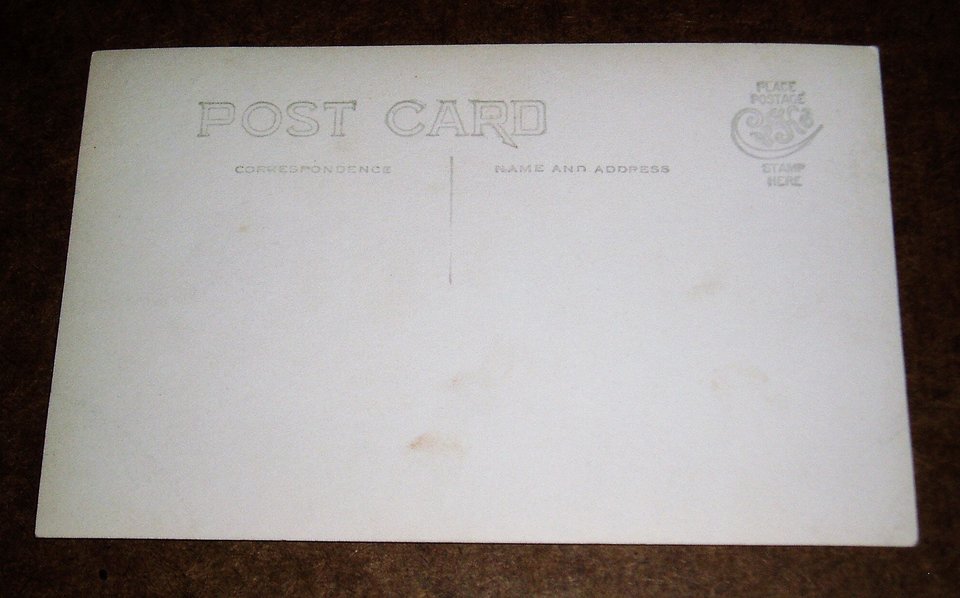 POST CARD
CORRESPONDENCE
NAME AND ADDRESS
PLACE
POSTAGE
STAMP
HERE